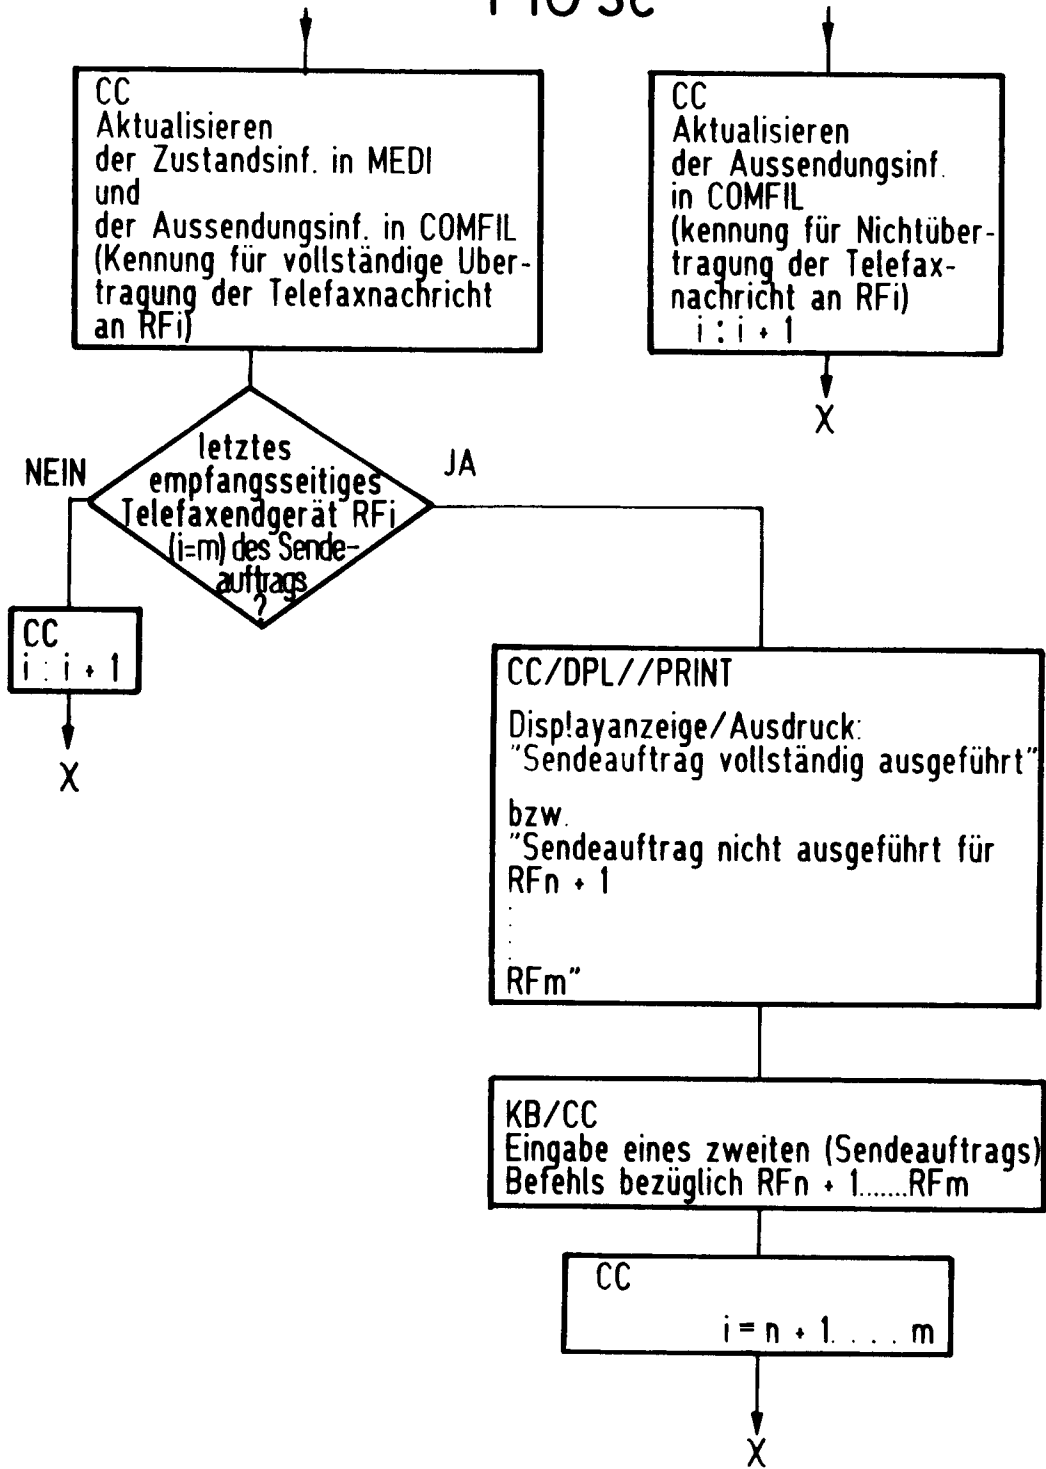 FIG 3c
CC
Aktualisieren
der Zustandsinf. in MEDI
und
der Aussendungsinf. in COMFIL
(Kennung für vollständige Uber-
tragung der Telefaxnachricht
an RFi)
CC
Aktualisieren
der Aussendungsinf.
in COMFIL
(kennung für Nichtüber-
tragung der Telefax-
nachricht an RFi)
i : i + 1
X
NEIN
letztes
empfangsseitiges
Telefaxendgerät RFi
(i=m) des Sende-
auftrags
?
JA
CC
i : i + 1
X
CC/DPL//PRINT
Displayanzeige/Ausdruck:
"Sendeauftrag vollständig ausgeführt"
bzw.
"Sendeauftrag nicht ausgeführt für
RFn + 1
.
.
.
RFm"
KB/CC
Eingabe eines zweiten (Sendeauftrags)
Befehls bezüglich RFn + 1.......RFm
CC
i = n + 1. . . . m
X